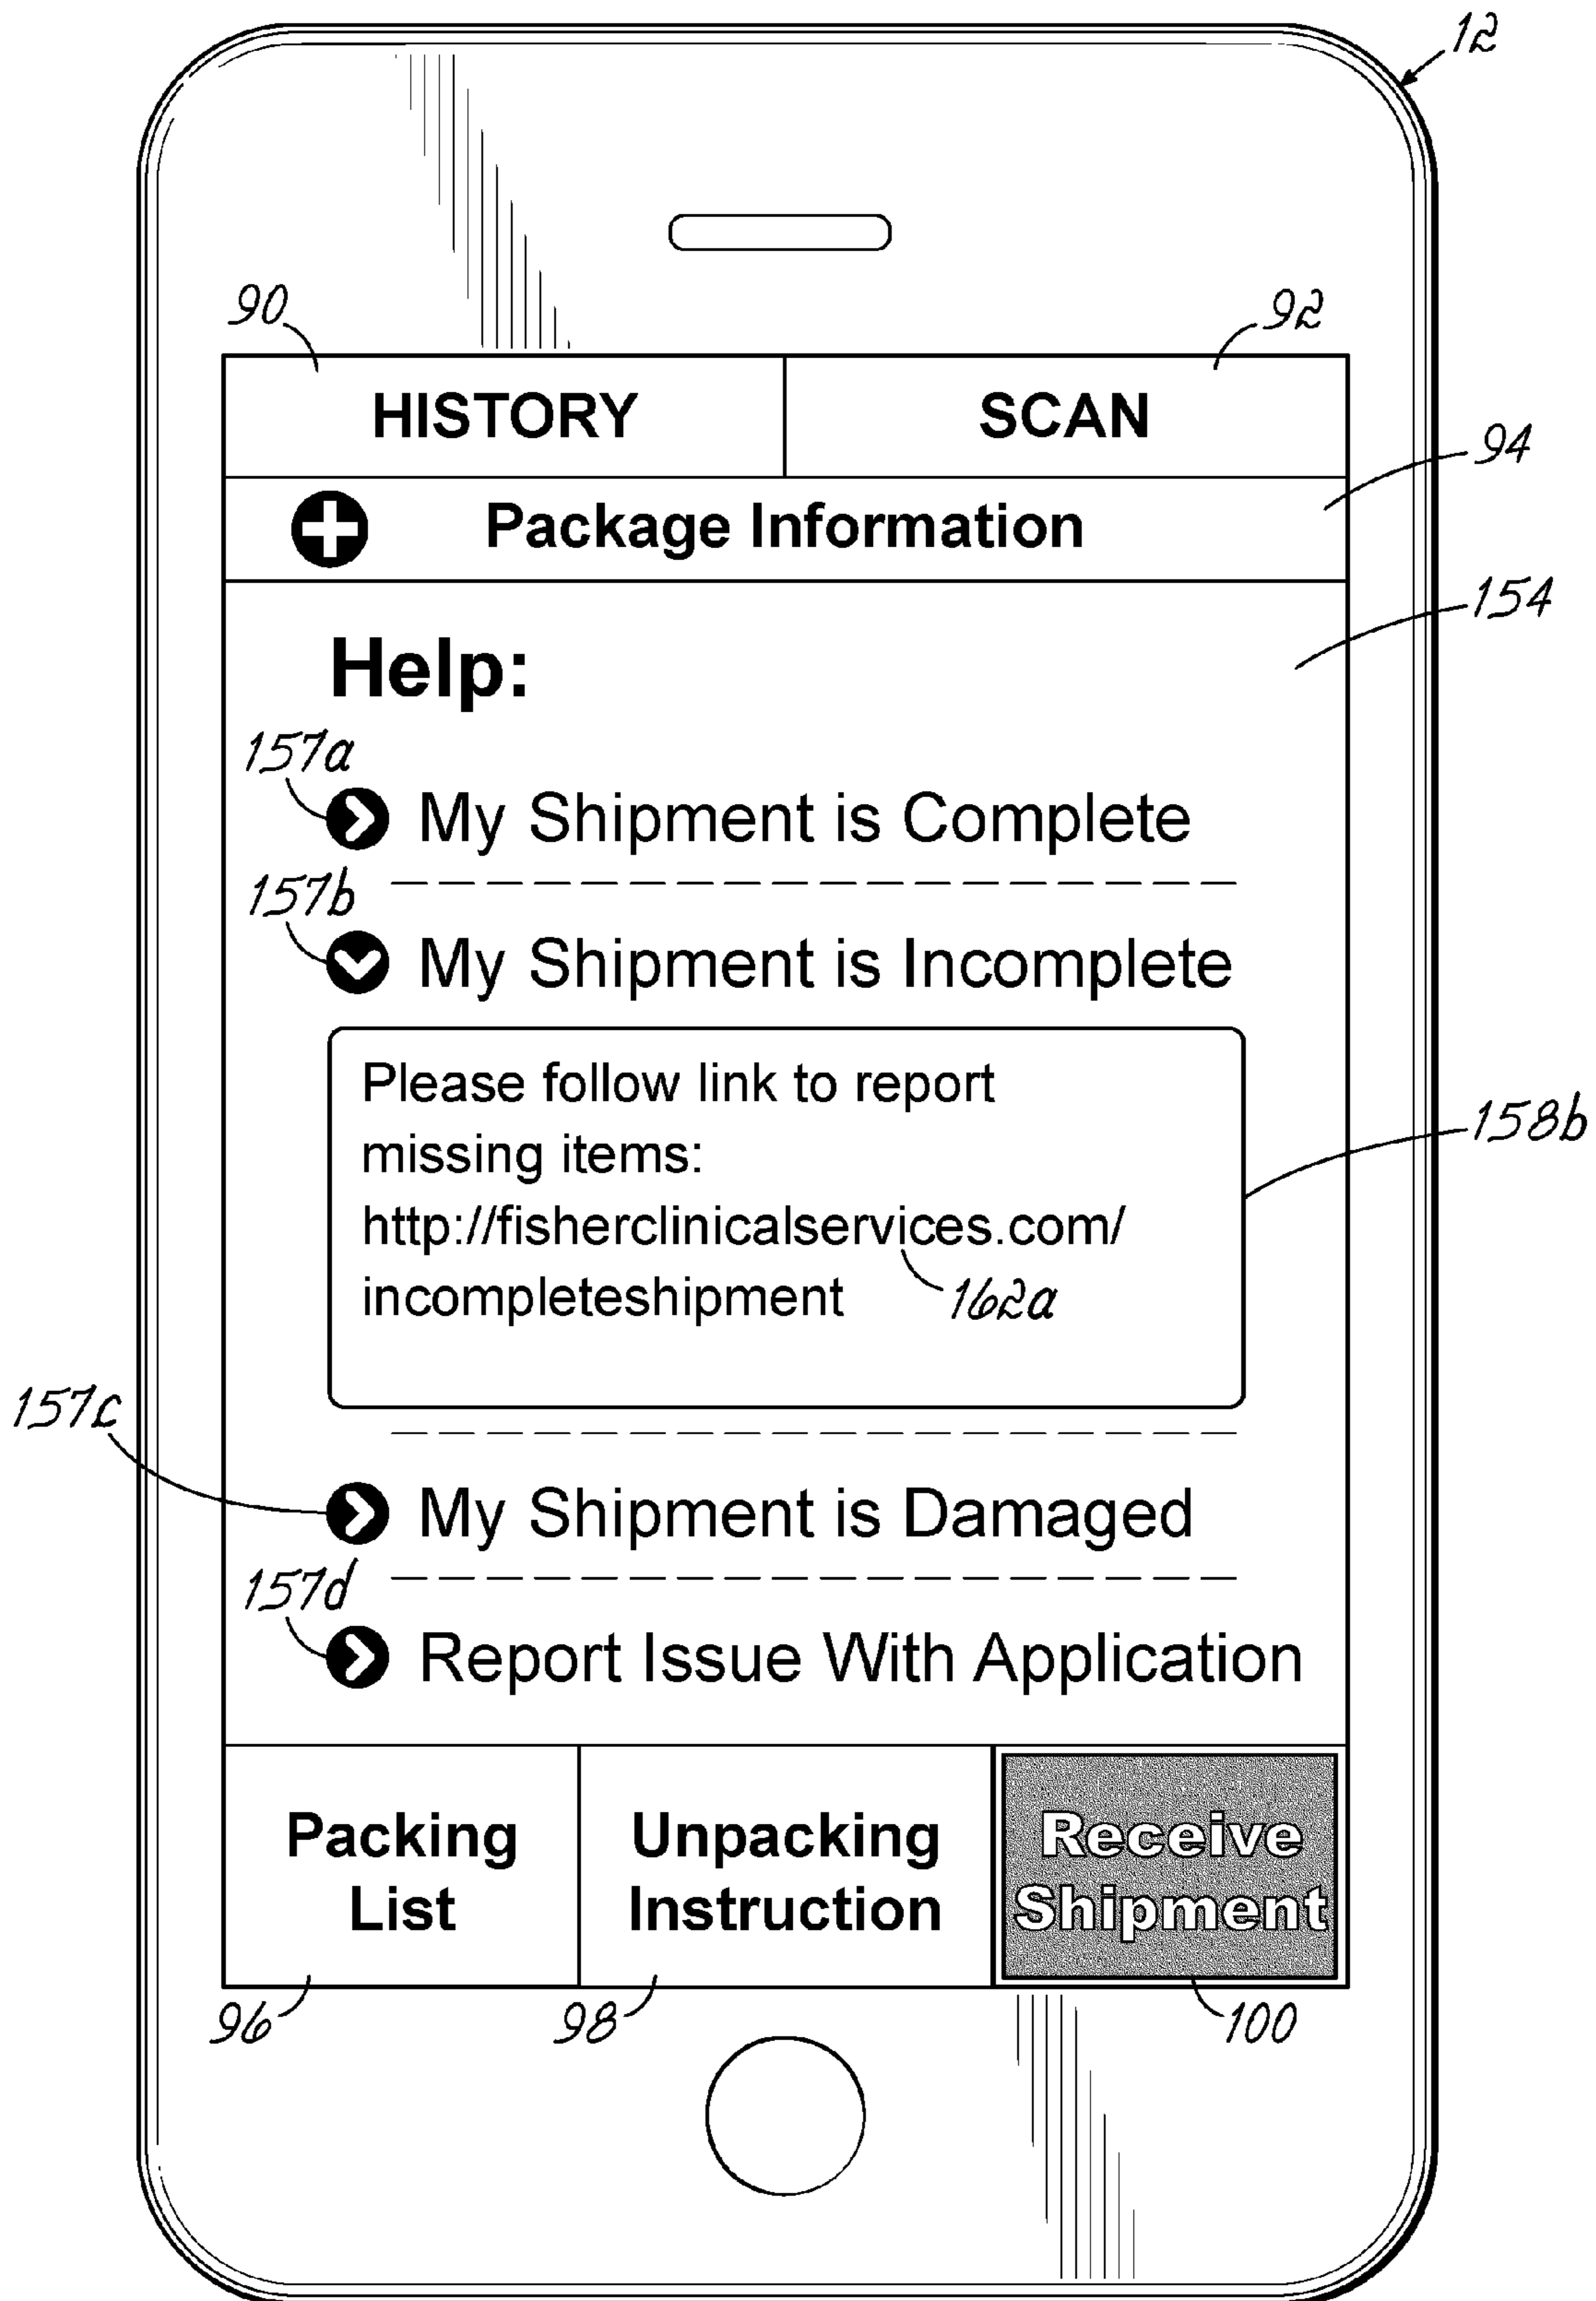 12
90
92
HISTORY
SCAN
94
Package Information
154
Help:
157a
My Shipment is Complete
157b
My Shipment is Incomplete
Please follow link to report
missing items:
http://fisherclinicalservices.com/
incompleteshipment
158b
162a
157c
My Shipment is Damaged
157d
Report Issue With Application
Packing
List
Unpacking
Instruction
Receive
Shipment
96
98
100